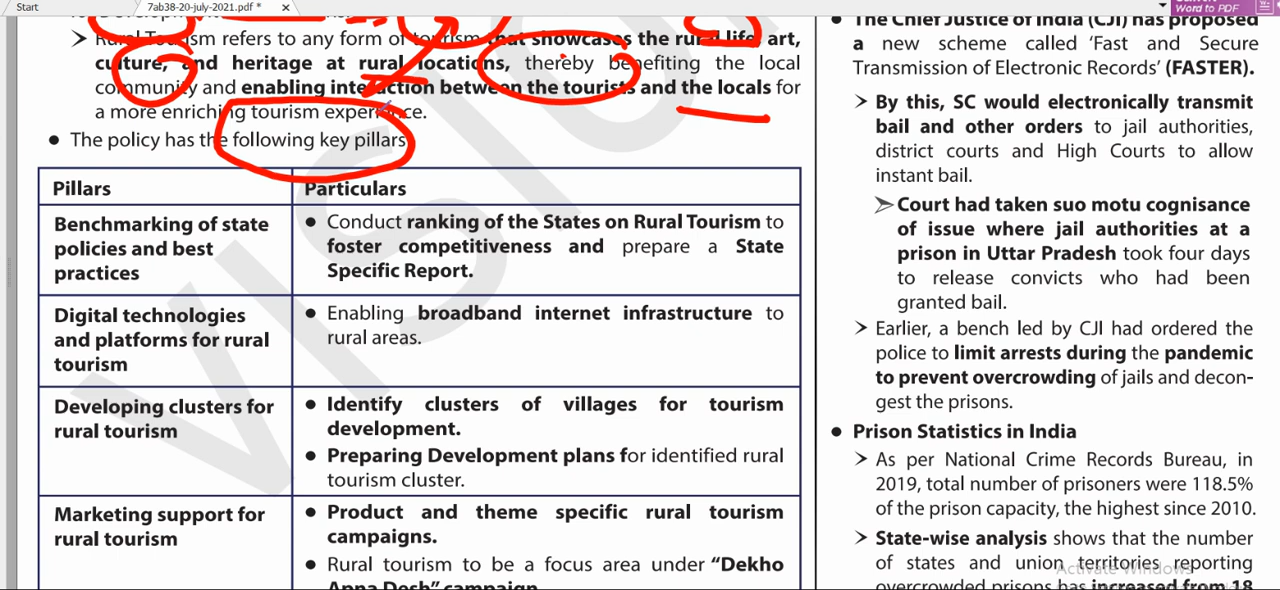 Start
7ab38-20-july-2021.pdf *
×
Word to PDF
Rural Tourism refers to any form of tourism that showcases the rural life, art,
culture, and heritage at rural locations, thereby benefiting the local
community and enabling interaction between the tourists and the locals for
a more enriching tourism experience.
● The policy has the following key pillars
Pillars
Particulars
Benchmarking of state
policies and best
practices
● Conduct ranking of the States on Rural Tourism to
foster competitiveness and prepare a State
Specific Report.
Digital technologies
and platforms for rural
tourism
● Enabling broadband internet infrastructure to
rural areas.
Developing clusters for
rural tourism
● Identify clusters of villages for tourism
development.
● Preparing Development plans for identified rural
tourism cluster.
Marketing support for
rural tourism
● Product and theme specific rural tourism
campaigns.
● Rural tourism to be a focus area under "Dekho
Apna Desh" campaign
● The Chief Justice of India (CJI) has proposed
a new scheme called 'Fast and Secure
Transmission of Electronic Records' (FASTER).
➤ By this, SC would electronically transmit
bail and other orders to jail authorities,
district courts and High Courts to allow
instant bail.
➤ Court had taken suo motu cognisance
of issue where jail authorities at a
prison in Uttar Pradesh took four days
to release convicts who had been
granted bail.
➤ Earlier, a bench led by CJI had ordered the
police to limit arrests during the pandemic
to prevent overcrowding of jails and decon-
gest the prisons.
● Prison Statistics in India
➤ As per National Crime Records Bureau, in
2019, total number of prisoners were 118.5%
of the prison capacity, the highest since 2010.
➤ State-wise analysis shows that the number
of states and union territories reporting
overcrowded prisons has increased from 18
Activate Windows